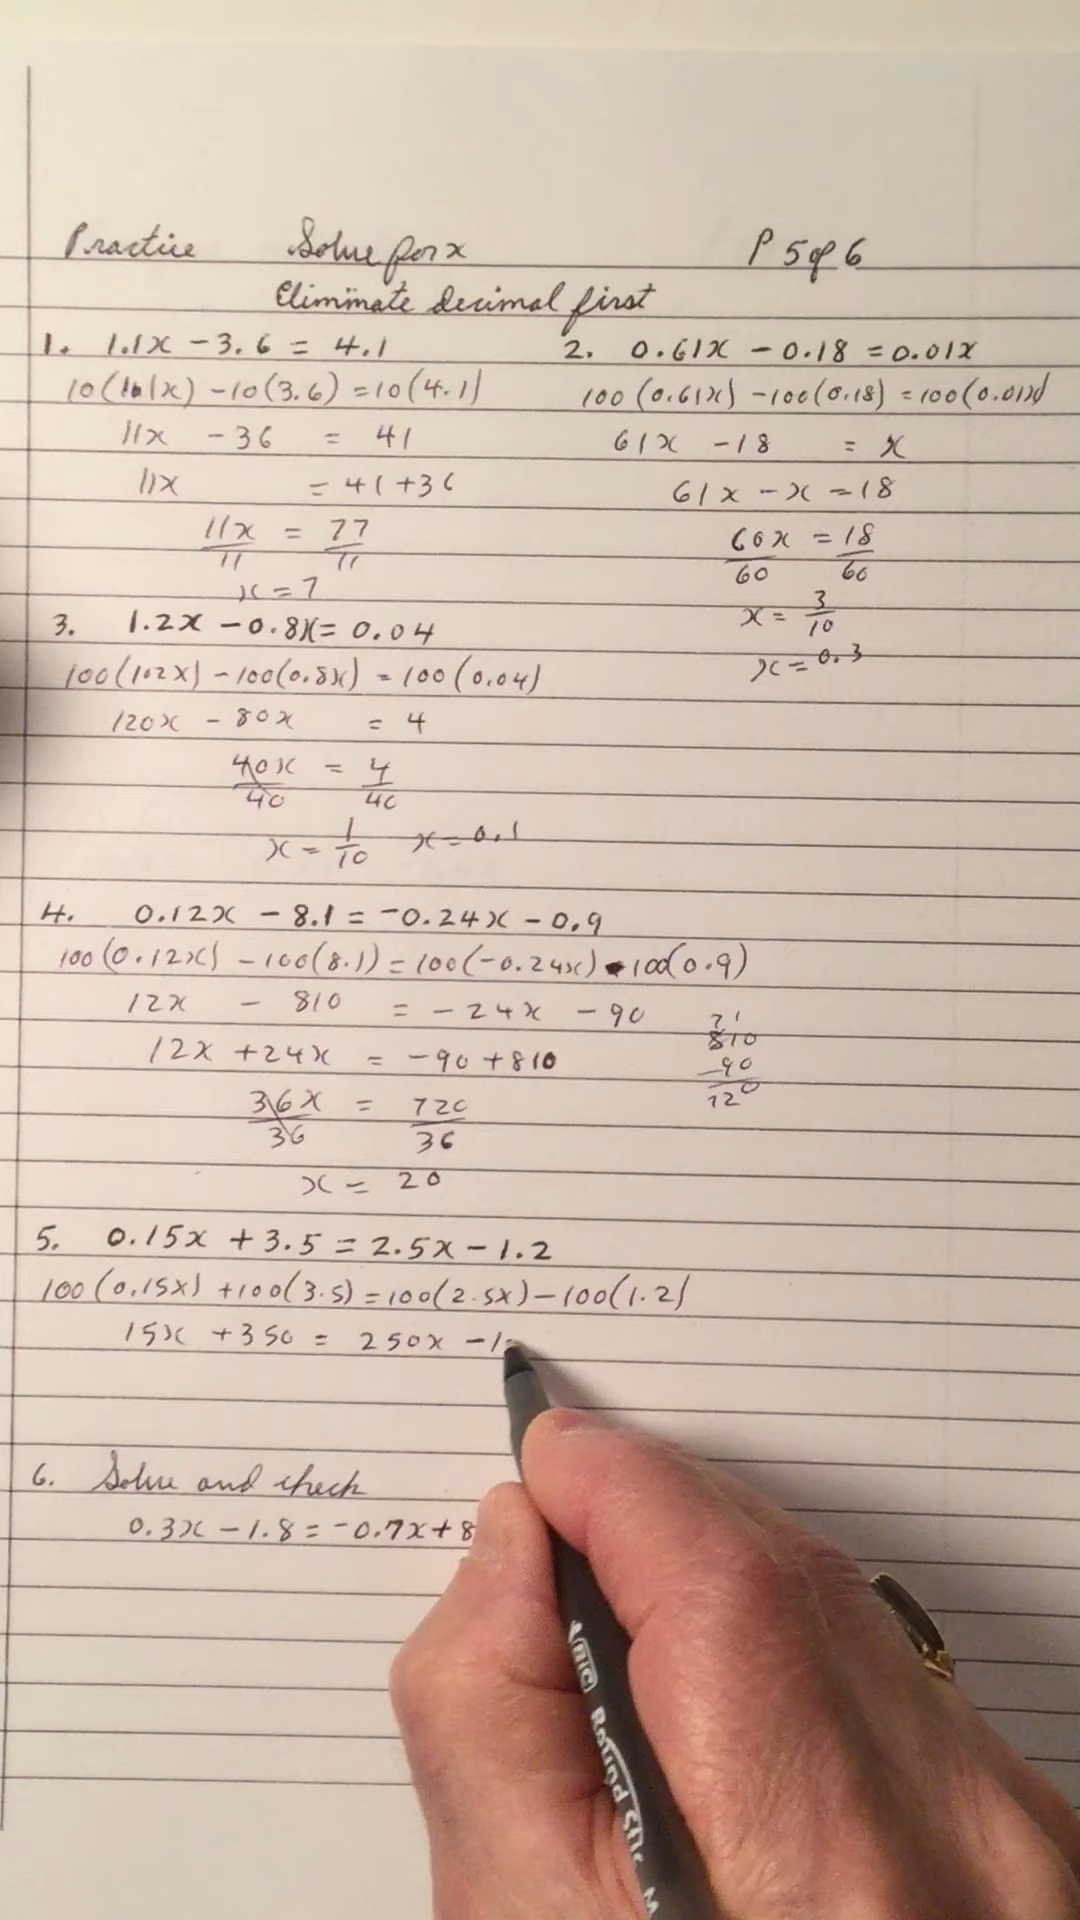 Practice Solve for x P 5 of 6
Eliminate decimal first
1. 1.1x - 3.6 = 4.1
10(1.1x) - 10(3.6) = 10(4.1)
11x - 36 = 41
11x = 41 + 36
11x/11 = 77/11
x = 7
2. 0.61x - 0.18 = 0.01x
100(0.61x) - 100(0.18) = 100(0.01x)
61x - 18 = x
61x - x = 18
60x/60 = 18/60
x = 3/10
x = 0.3
3. 1.2x - 0.8x = 0.04
100(1.2x) - 100(0.8x) = 100(0.04)
120x - 80x = 4
40x/40 = 4/40
x = 1/10 x = 0.1
4. 0.12x - 8.1 = -0.24x - 0.9
100(0.12x) - 100(8.1) = 100(-0.24x) - 100(0.9)
12x - 810 = -24x - 90
12x + 24x = -90 + 810
36x/36 = 720/36
x = 20
7 1
810
-90
720
5. 0.15x + 3.5 = 2.5x - 1.2
100(0.15x) + 100(3.5) = 100(2.5x) - 100(1.2)
15x + 350 = 250x - 1
6. Solve and check
0.3x - 1.8 = -0.7x + 8
BIC Round Stic M